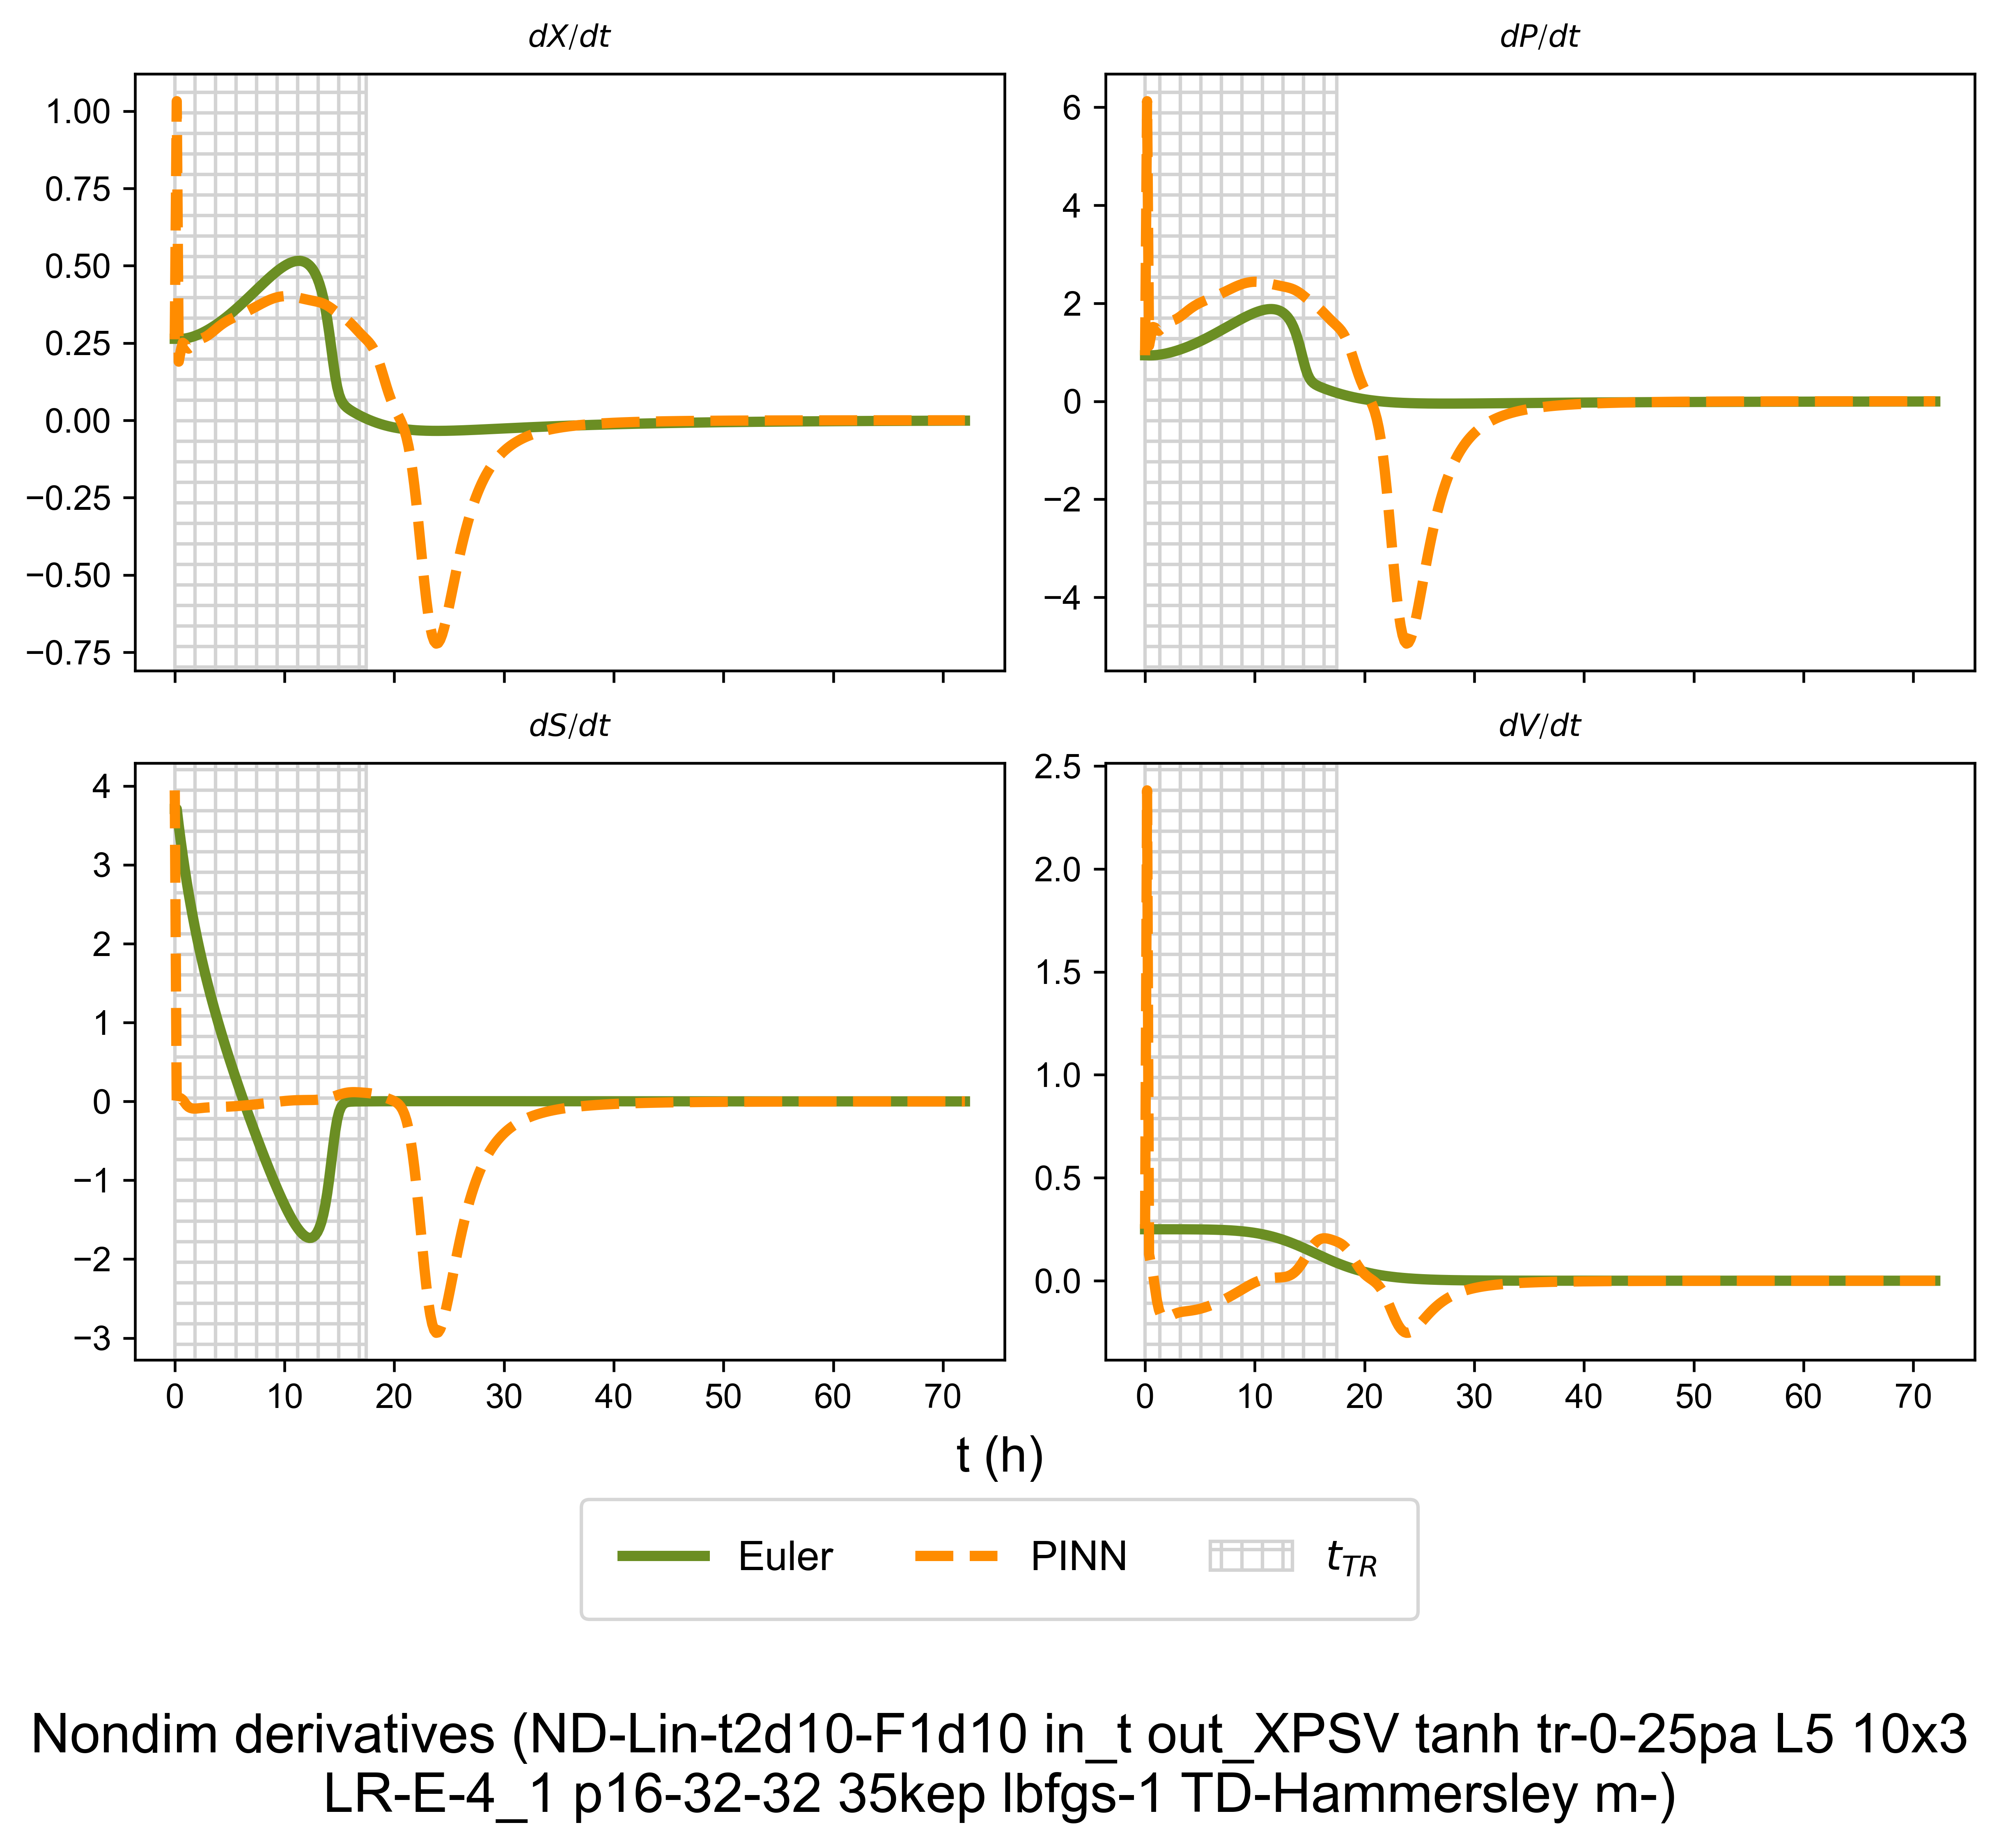 dX/dt
dP/dt
1.00
0.75
0.50
0.25
0.00
−0.25
−0.50
−0.75
6
4
2
0
−2
−4
dS/dt
dV/dt
4
3
2
1
0
−1
−2
−3
0 10 20 30 40 50 60 70
2.5
2.0
1.5
1.0
0.5
0.0
0 10 20 30 40 50 60 70
t (h)
Euler PINN t_TR
Nondim derivatives (ND-Lin-t2d10-F1d10 in_t out_XPSV tanh tr-0-25pa L5 10x3
LR-E-4_1 p16-32-32 35kep lbfgs-1 TD-Hammersley m-)